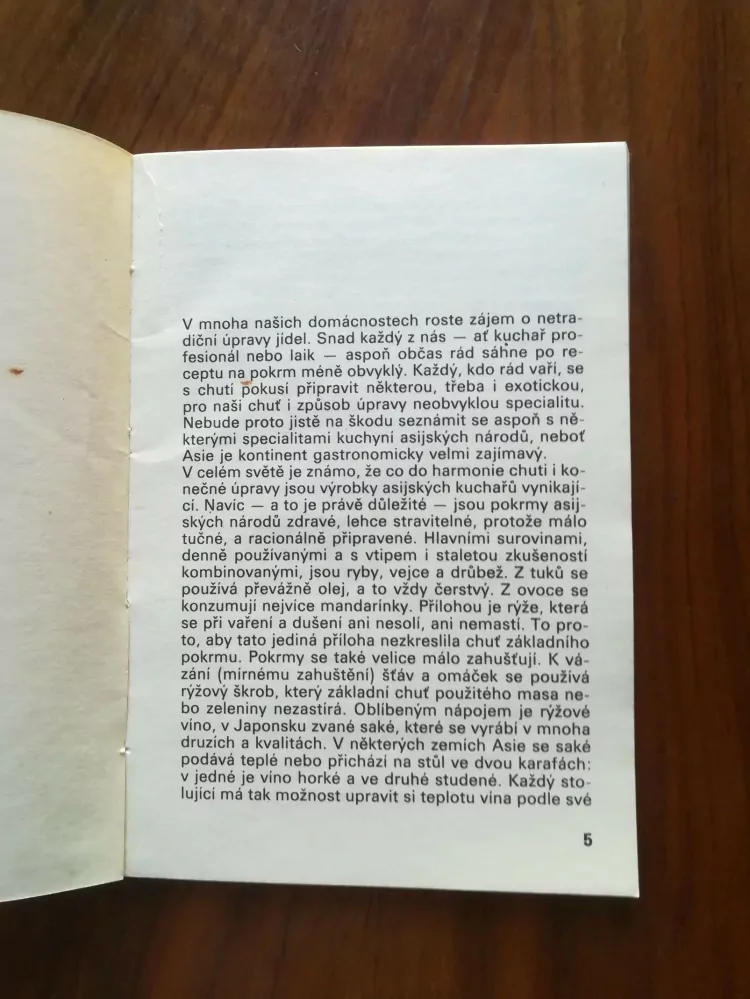 V mnoha našich domácnostech roste zájem o netra-
diční úpravy jídel. Snad každý z nás — ať kuchař pro-
fesionál nebo laik — aspoň občas rád sáhne po re-
ceptu na pokrm méně obvyklý. Každý, kdo rád vaří, se
s chutí pokusí připravit některou, třeba i exotickou,
pro naši chuť i způsob úpravy neobvyklou specialitu.
Nebude proto jistě na škodu seznámit se aspoň s ně-
kterými specialitami kuchyní asijských národů, neboť
Asie je kontinent gastronomicky velmi zajímavý.
V celém světě je známo, že co do harmonie chuti i ko-
nečné úpravy jsou výrobky asijských kuchařů vynikají-
cí. Navíc — a to je právě důležité — jsou pokrmy asij-
ských národů zdravé, lehce stravitelné, protože málo
tučné, a racionálně připravené. Hlavními surovinami,
denně používanými a s vtipem i staletou zkušeností
kombinovanými, jsou ryby, vejce a drůbež. Z tuků se
používá převážně olej, a to vždy čerstvý. Z ovoce se
konzumují nejvíce mandarínky. Přílohou je rýže, která
se při vaření a dušení ani nesolí, ani nemastí. To pro-
to, aby tato jediná příloha nezkreslila chuť základního
pokrmu. Pokrmy se také velice málo zahušťují. K vá-
zání (mírnému zahuštění) šťáv a omáček se používá
rýžový škrob, který základní chuť použitého masa ne-
bo zeleniny nezastírá. Oblíbeným nápojem je rýžové
víno, v Japonsku zvané saké, které se vyrábí v mnoha
druzích a kvalitách. V některých zemích Asie se saké
podává teplé nebo přichází na stůl ve dvou karafách:
v jedné je víno horké a ve druhé studené. Každý sto-
lující má tak možnost upravit si teplotu vína podle své
5